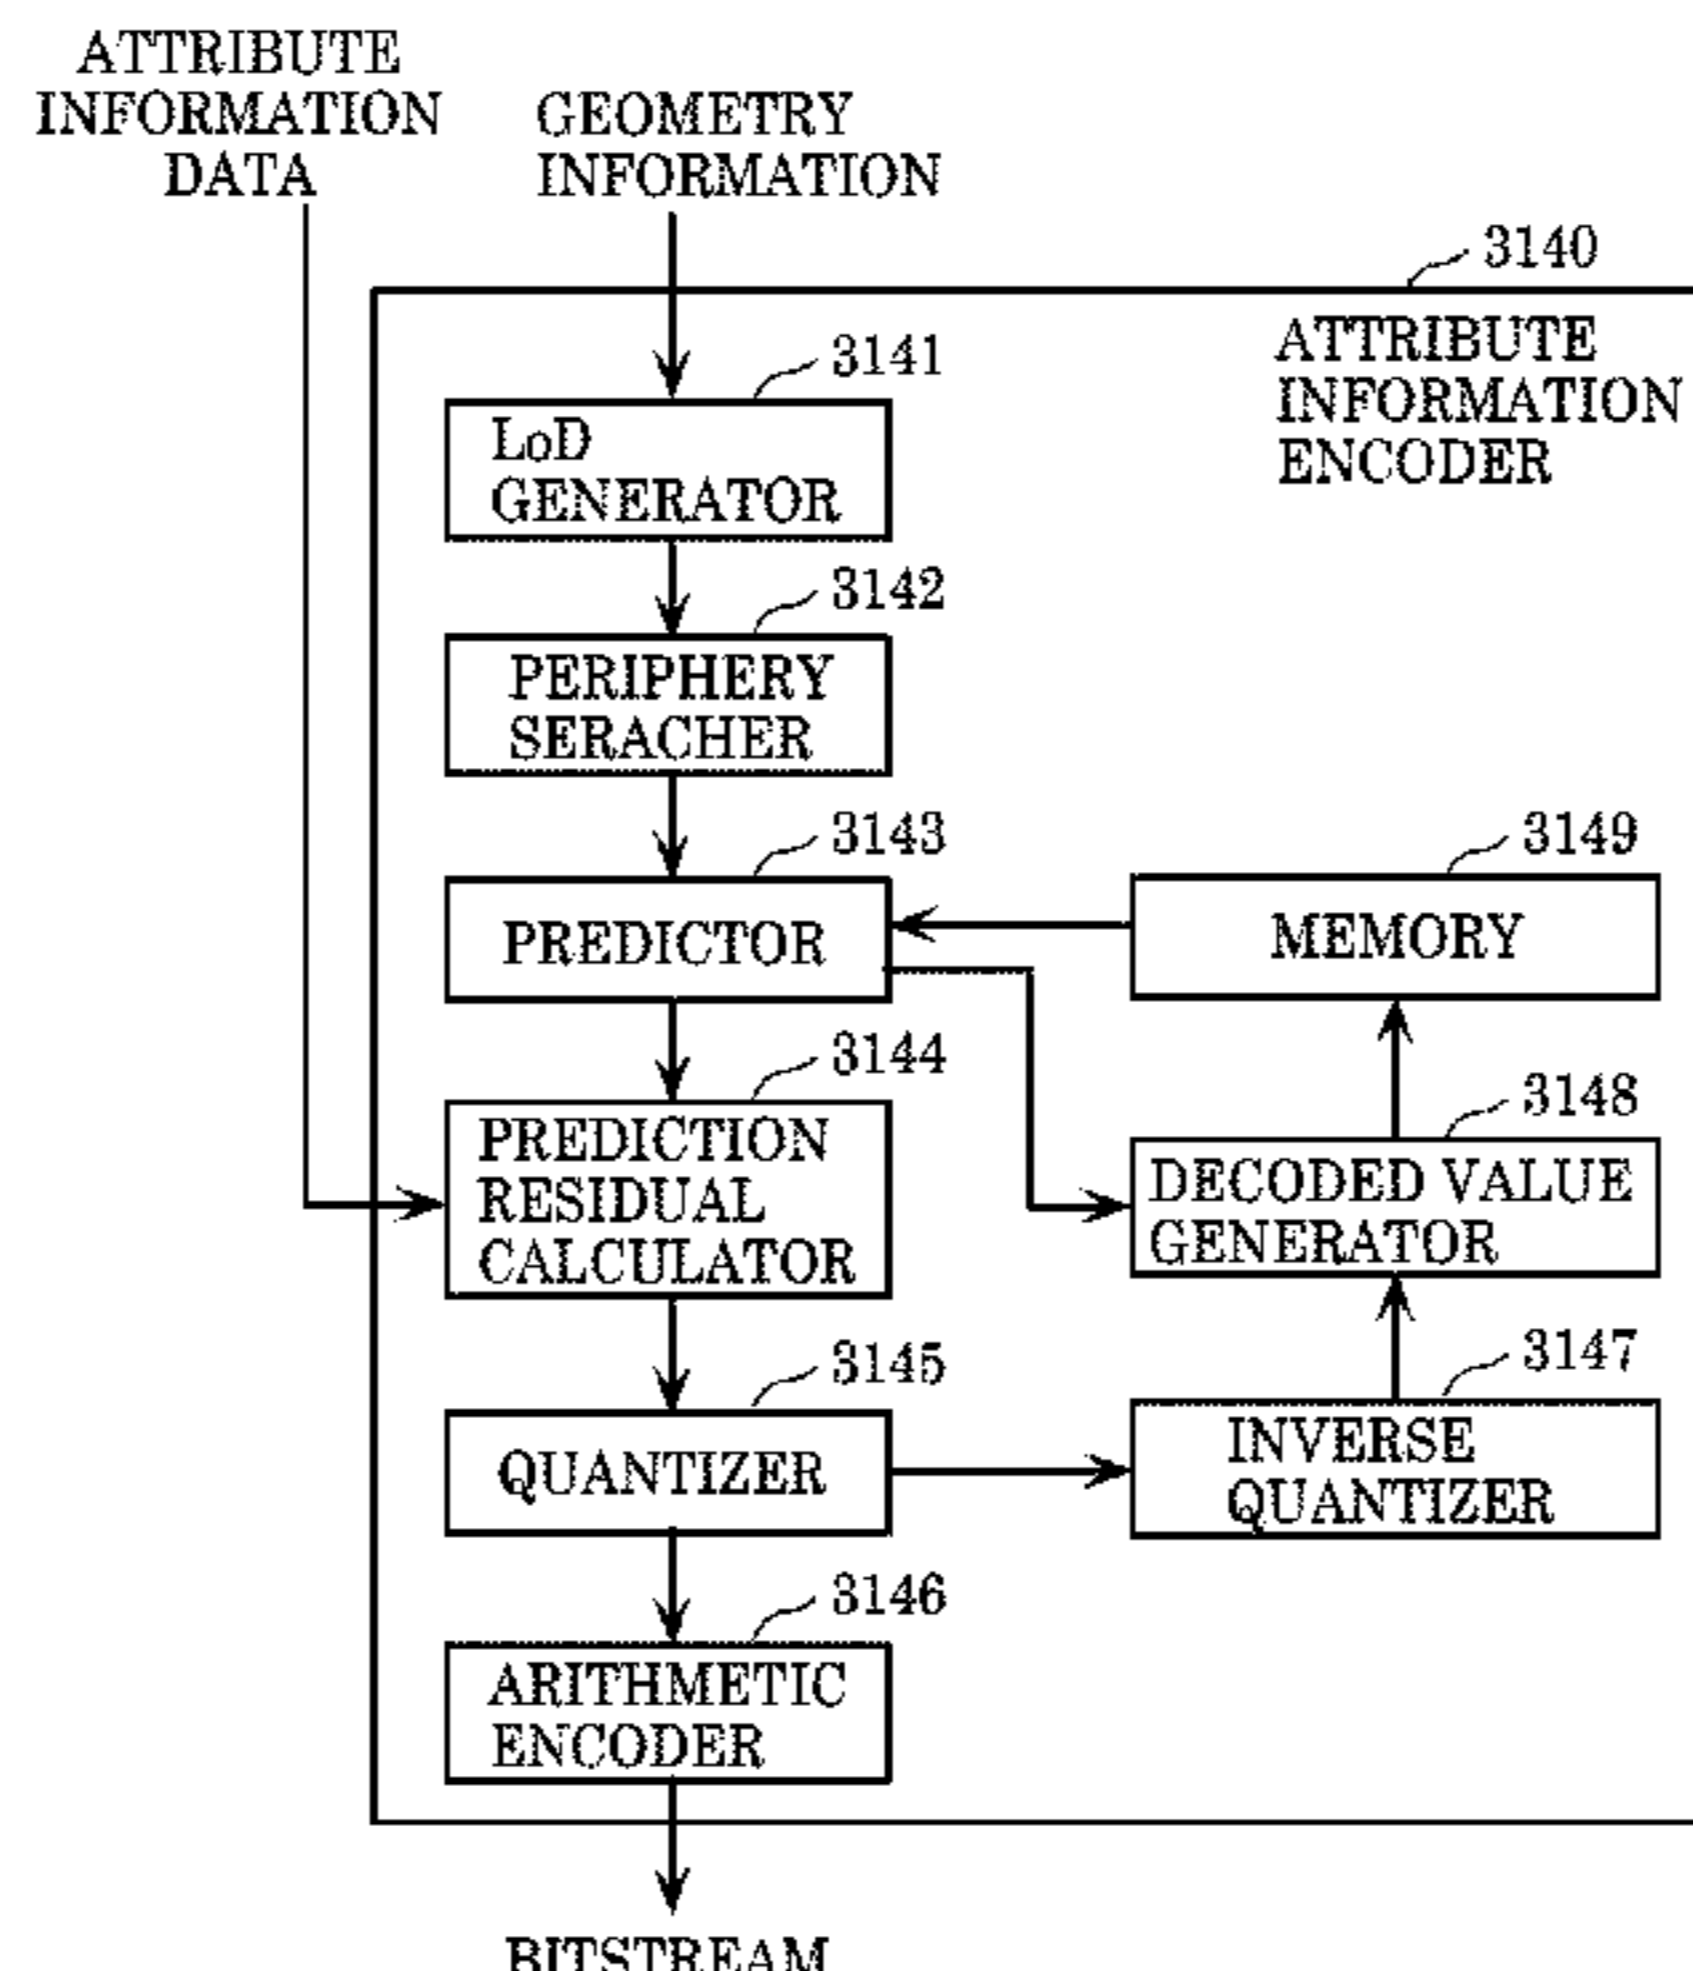 ATTRIBUTE
INFORMATION
DATA
GEOMETRY
INFORMATION
3140
ATTRIBUTE
INFORMATION
ENCODER
3141
LoD
GENERATOR
3142
PERIPHERY
SERACHER
3143
PREDICTOR
3149
MEMORY
3144
PREDICTION
RESIDUAL
CALCULATOR
3148
DECODED VALUE
GENERATOR
3145
QUANTIZER
3147
INVERSE
QUANTIZER
3146
ARITHMETIC
ENCODER
BITSTREAM